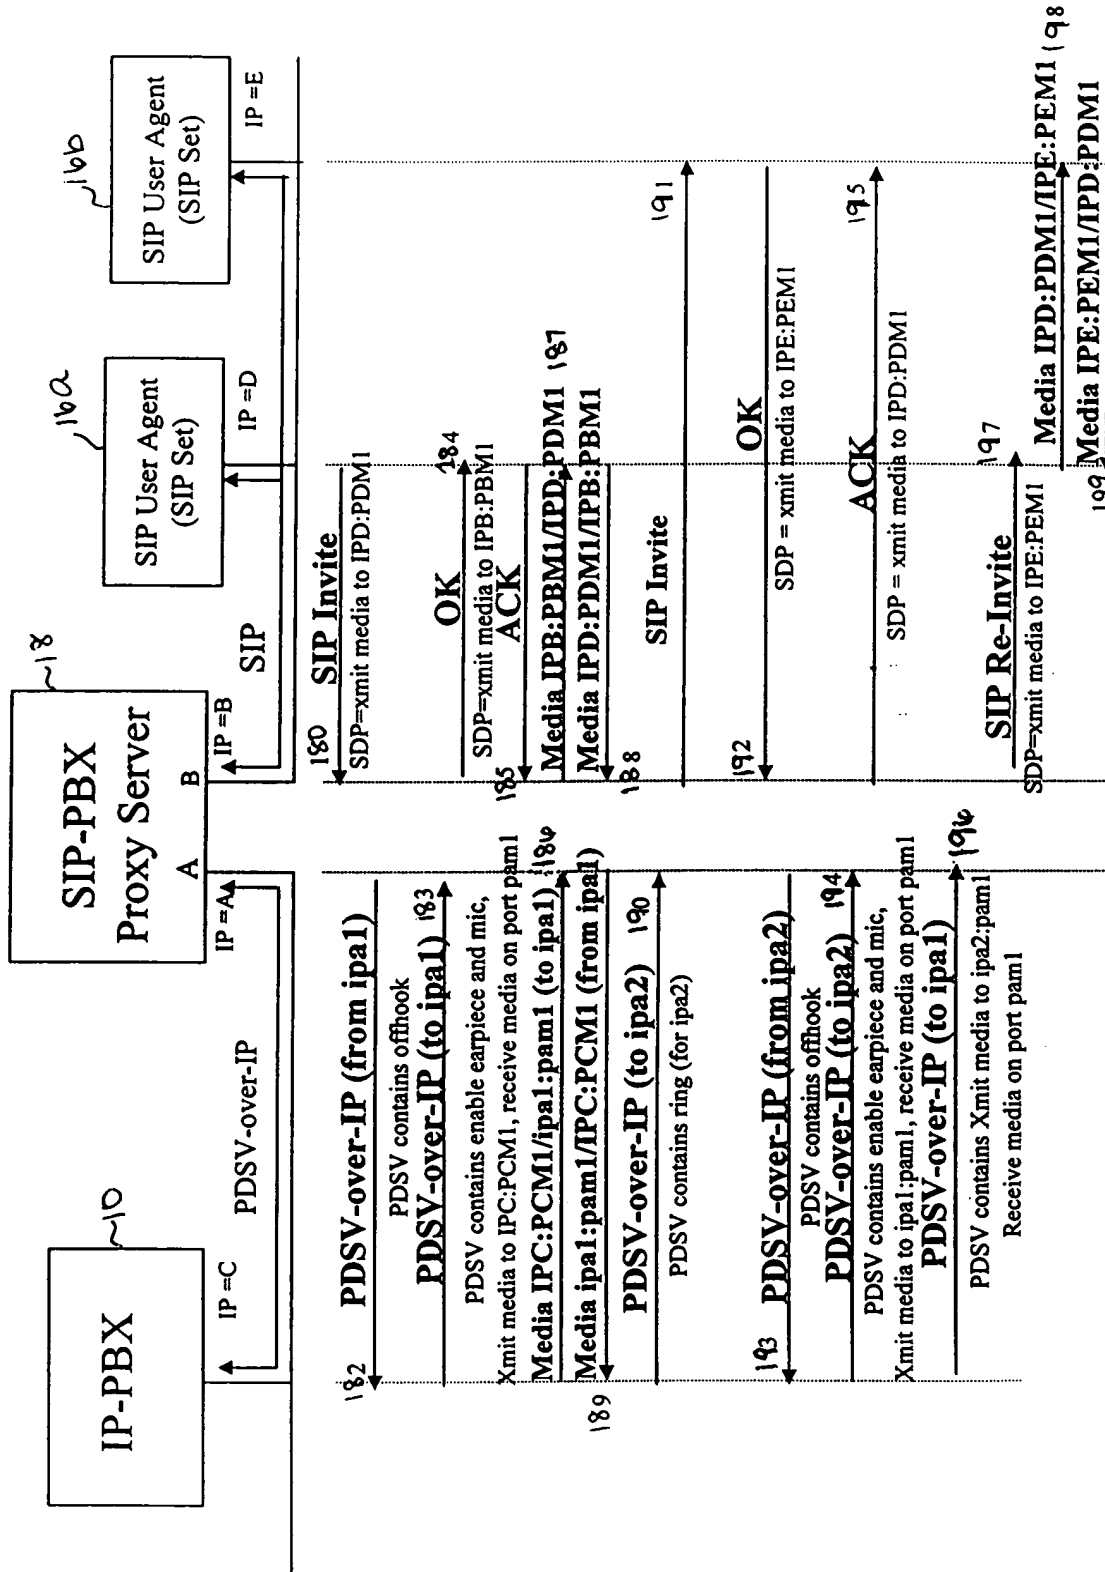 IP-PBX
10
IP =C
PDSV-over-IP
SIP-PBX
Proxy Server
18
A
B
IP=A
IP =B
SIP
SIP User Agent
(SIP Set)
16a
IP =D
SIP User Agent
(SIP Set)
16b
IP =E
180
SIP Invite
SDP=xmit media to IPD:PDM1
182
PDSV-over-IP (from ipa1)
PDSV contains offhook
PDSV-over-IP (to ipa1) 183
PDSV contains enable earpiece and mic,
Xmit media to IPC:PCM1, receive media on port pam1
OK
184
SDP=xmit media to IPB:PBM1
185
ACK
Media IPC:PCM1/ipa1:pam1 (to ipa1) 186
Media IPB:PBM1/IPD:PDM1 187
Media IPD:PDM1/IPB:PBM1
188
Media ipa1:pam1/IPC:PCM1 (from ipa1)
189
PDSV-over-IP (to ipa2) 190
PDSV contains ring (for ipa2)
SIP Invite
191
192
OK
SDP = xmit media to IPE:PEM1
193
PDSV-over-IP (from ipa2)
PDSV contains offhook
PDSV-over-IP (to ipa2) 194
PDSV contains enable earpiece and mic,
Xmit media to ipa1:pam1, receive media on port pam1
ACK
195
SDP = xmit media to IPD:PDM1
PDSV-over-IP (to ipa1)
196
PDSV contains Xmit media to ipa2:pam1
Receive media on port pam1
SIP Re-Invite
197
SDP=xmit media to IPE:PEM1
Media IPD:PDM1/IPE:PEM1 198
Media IPE:PEM1/IPD:PDM1
199